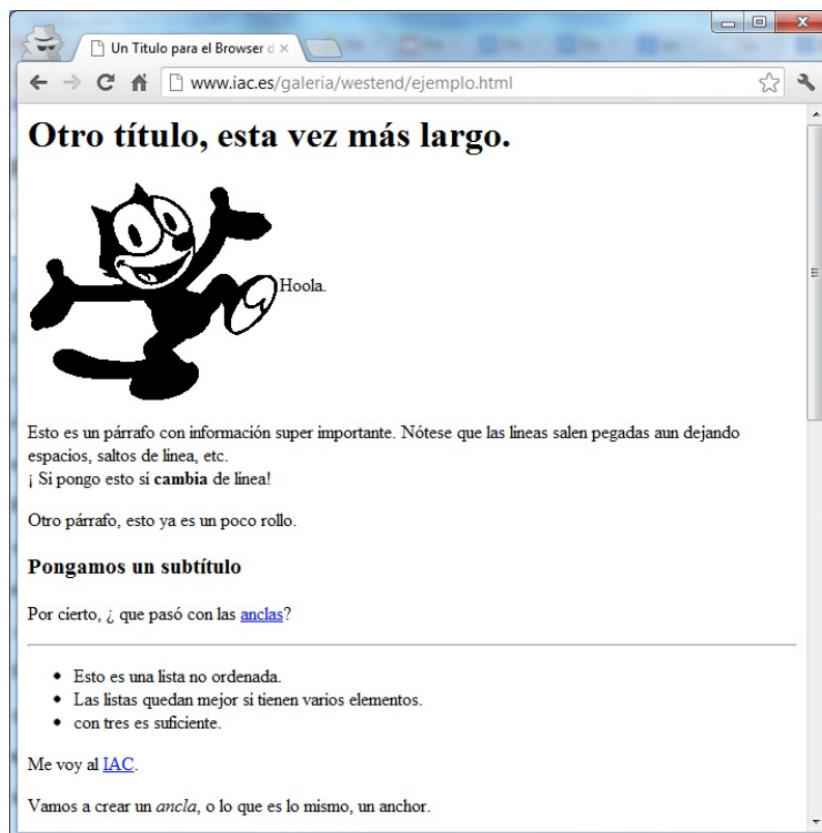 Un Titulo para el Browser d
www.iac.es/galeria/westend/ejemplo.html
Otro título, esta vez más largo.
Hoola.
Esto es un párrafo con información super importante. Nótese que las lineas salen pegadas aun dejando
espacios, saltos de línea, etc.
¡ Si pongo esto sí cambia de linea!
Otro párrafo, esto ya es un poco rollo.
Pongamos un subtítulo
Por cierto, ¿ que pasó con las anclas?
Esto es una lista no ordenada.
Las listas quedan mejor si tienen varios elementos.
con tres es suficiente.
Me voy al IAC.
Vamos a crear un ancla, o lo que es lo mismo, un anchor.